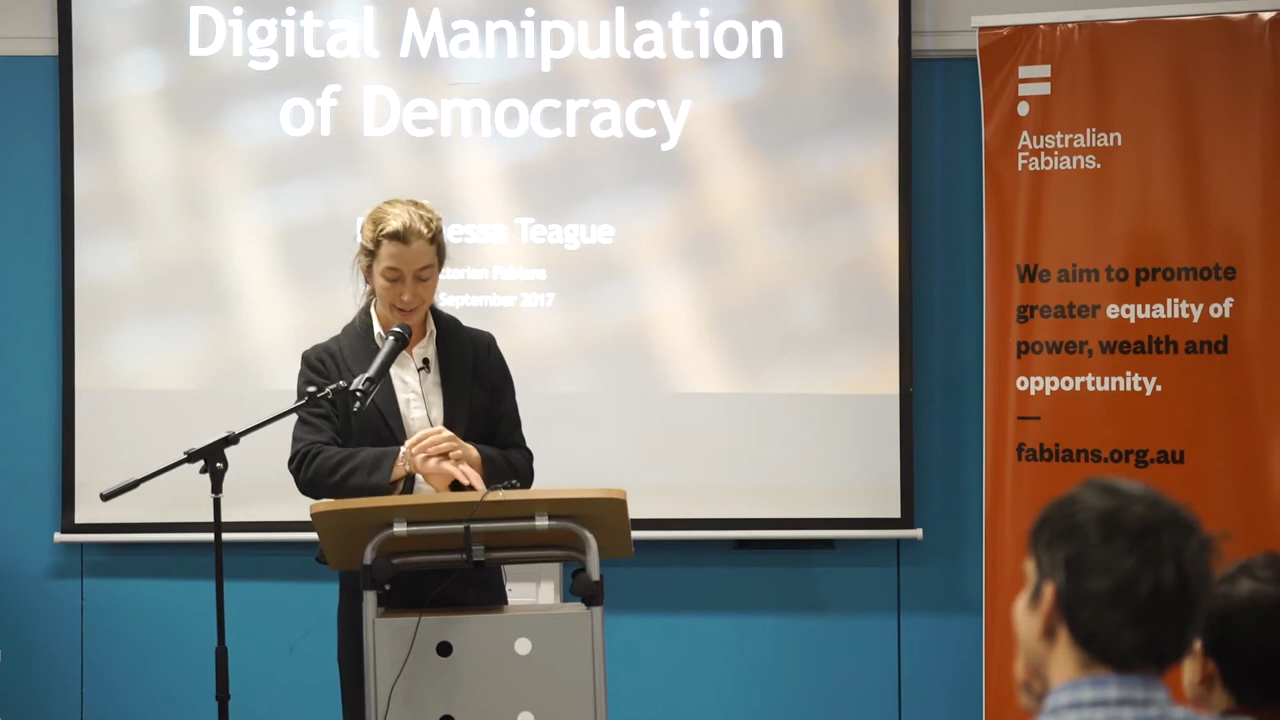 Digital Manipulation
of Democracy
Teague
September 2017
Australian
Fabians.
We aim to promote
greater equality of
power, wealth and
opportunity.
fabians.org.au